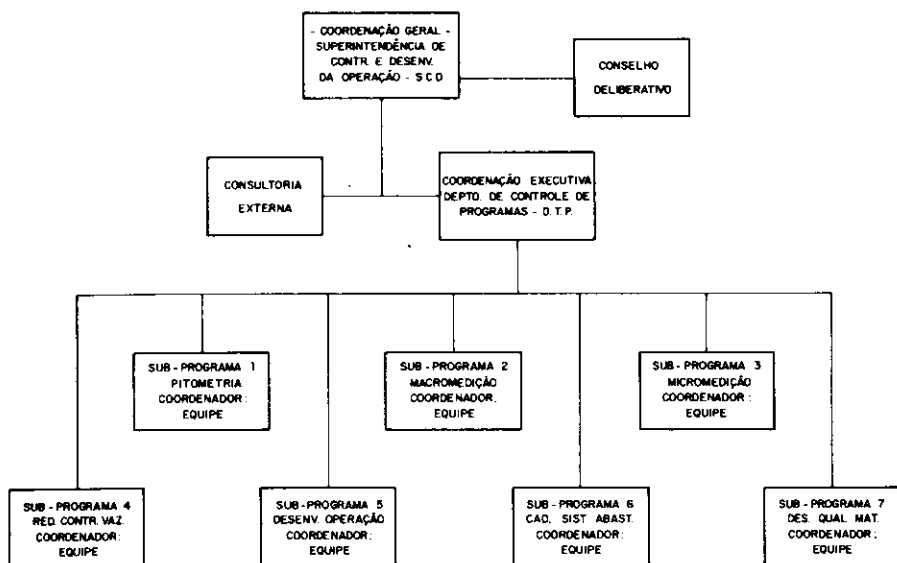 - COORDENAÇÃO GERAL -
SUPERINTENDÊNCIA DE
CONTR. E DESENV.
DA OPERAÇÃO - S C D
CONSELHO
DELIBERATIVO
CONSULTORIA
EXTERNA
COORDENAÇÃO EXECUTIVA
DEPTO. DE CONTROLE DE
PROGRAMAS - D.T.P.
SUB - PROGRAMA 1
PITOMETRIA
COORDENADOR :
EQUIPE
SUB - PROGRAMA 2
MACROMEDIÇÃO
COORDENADOR.
EQUIPE
SUB - PROGRAMA 3
MICROMEDIÇÃO
COORDENADOR :
EQUIPE
SUB - PROGRAMA 4
RED. CONTR. VAZ.
COORDENADOR :
EQUIPE
SUB - PROGRAMA 5
DESENV. OPERAÇÃO
COORDENADOR :
EQUIPE
SUB - PROGRAMA 6
CAD. SIST ABAST.
COORDENADOR :
EQUIPE
SUB - PROGRAMA 7
DES. QUAL MAT.
COORDENADOR ;
EQUIPE